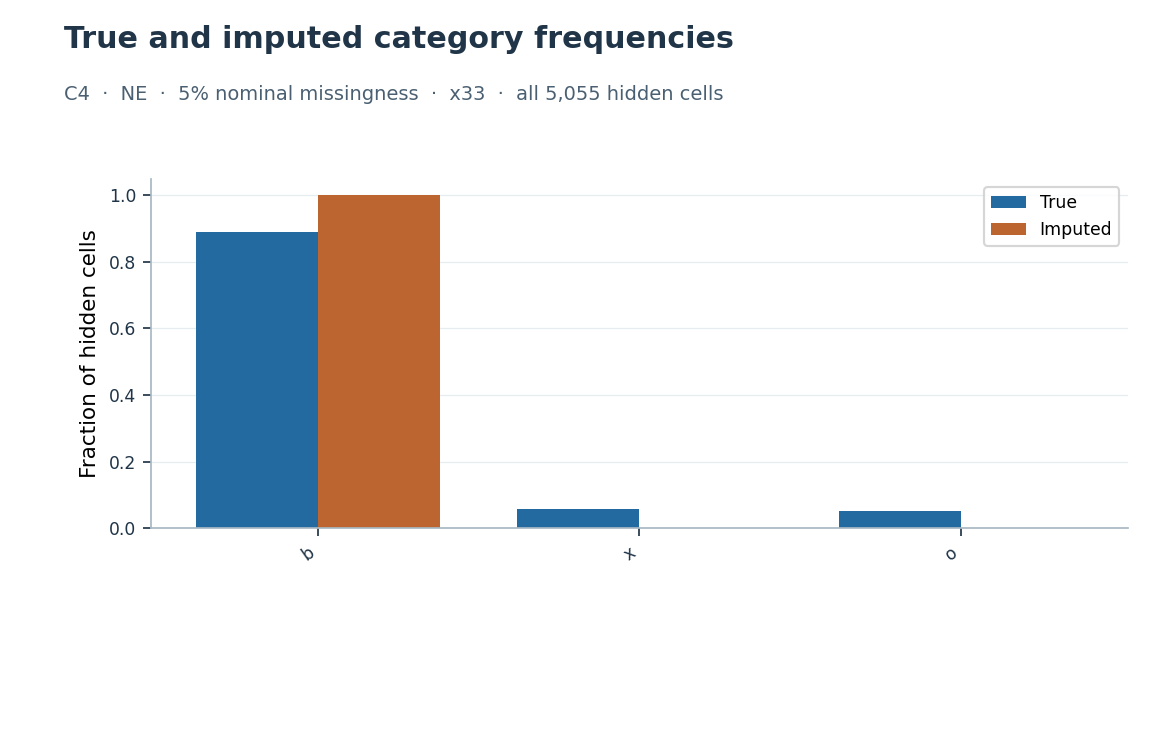 True and imputed category frequencies
C4 · NE · 5% nominal missingness · x33 · all 5,055 hidden cells
Fraction of hidden cells
1.0
0.8
0.6
0.4
0.2
0.0
True
Imputed
b
x
o